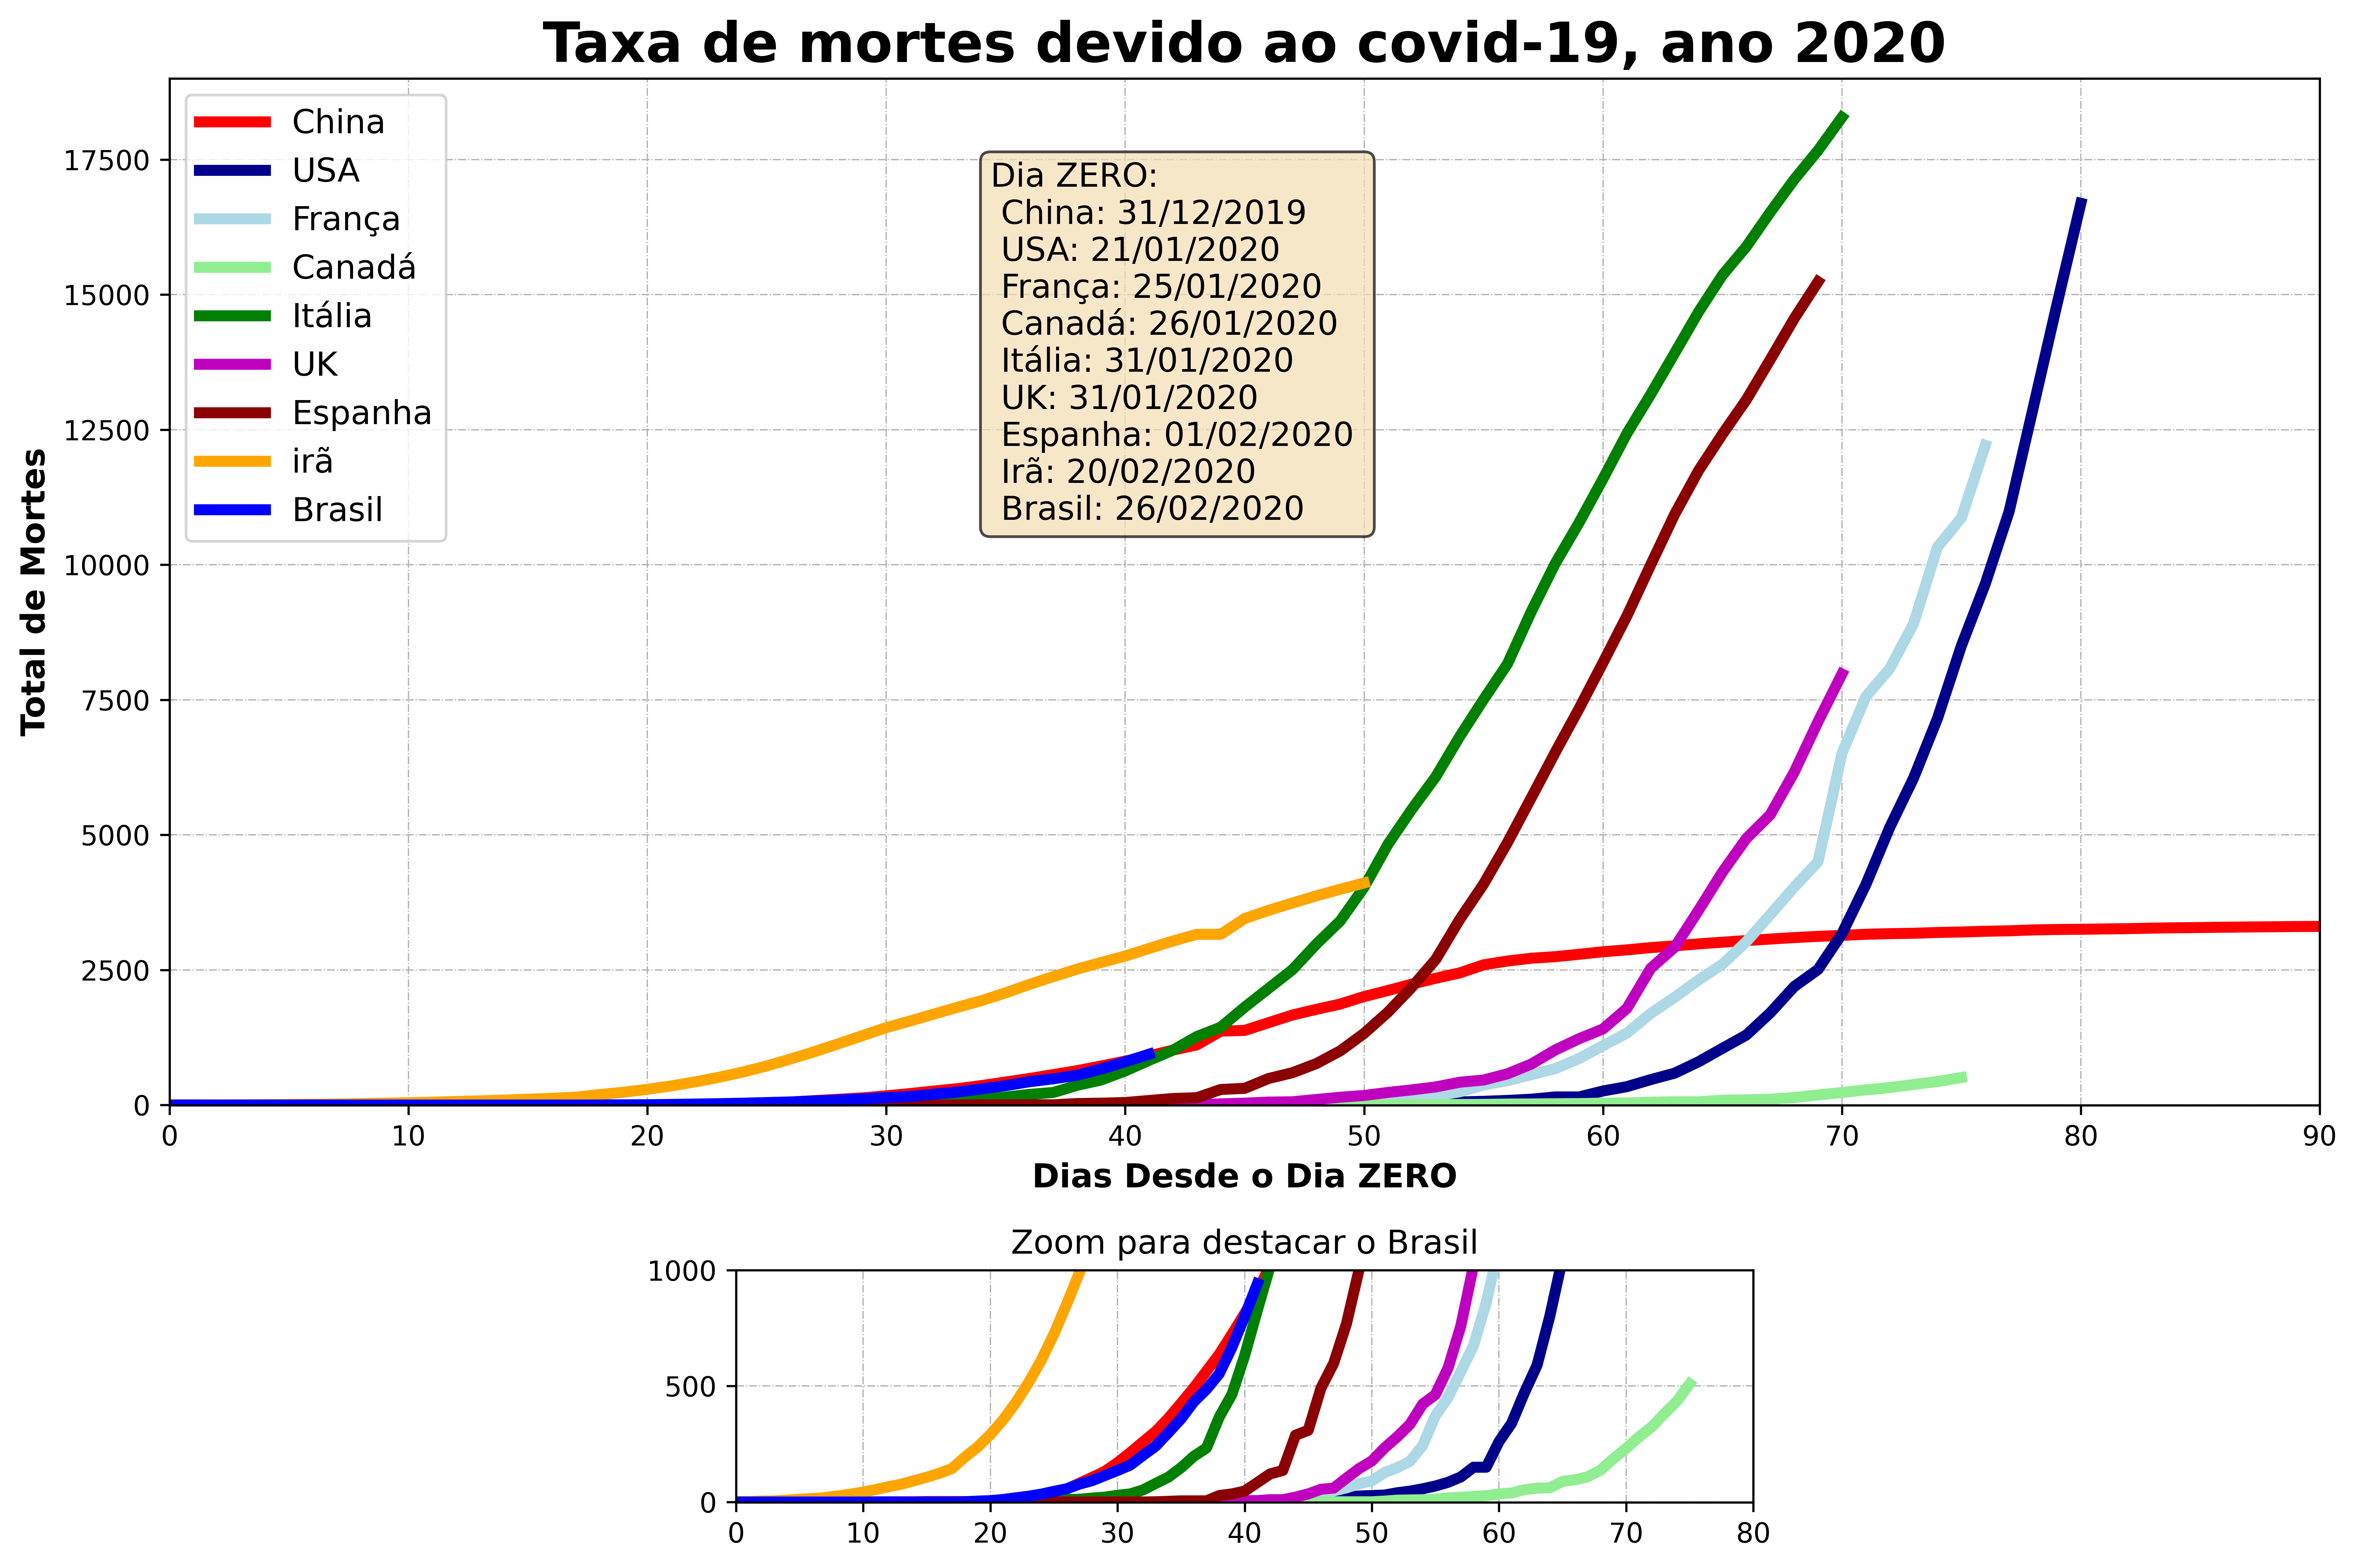 Taxa de mortes devido ao covid-19, ano 2020
China
USA
França
Canadá
Itália
UK
Espanha
irã
Brasil
Dia ZERO:
China: 31/12/2019
USA: 21/01/2020
França: 25/01/2020
Canadá: 26/01/2020
Itália: 31/01/2020
UK: 31/01/2020
Espanha: 01/02/2020
Irã: 20/02/2020
Brasil: 26/02/2020
Total de Mortes
17500
15000
12500
10000
7500
5000
2500
0
0 10 20 30 40 50 60 70 80 90
Dias Desde o Dia ZERO
Zoom para destacar o Brasil
1000
500
0
0 10 20 30 40 50 60 70 80